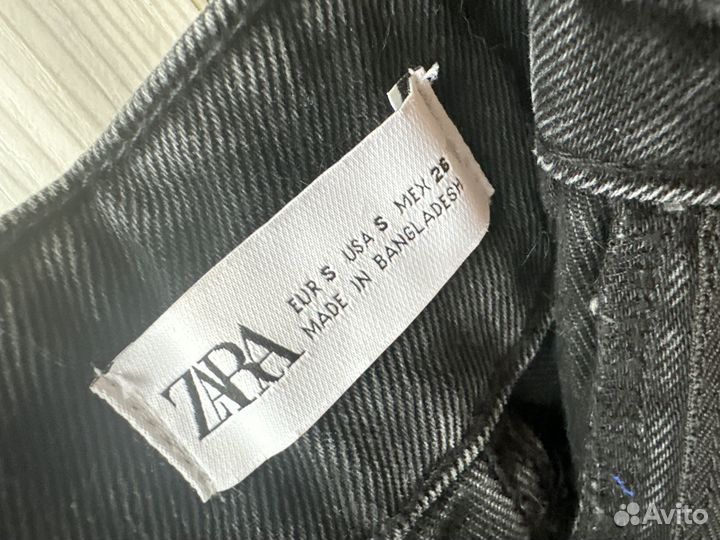 ZARA
EUR S USA S MEX 26
MADE IN BANGLADESH
Avito